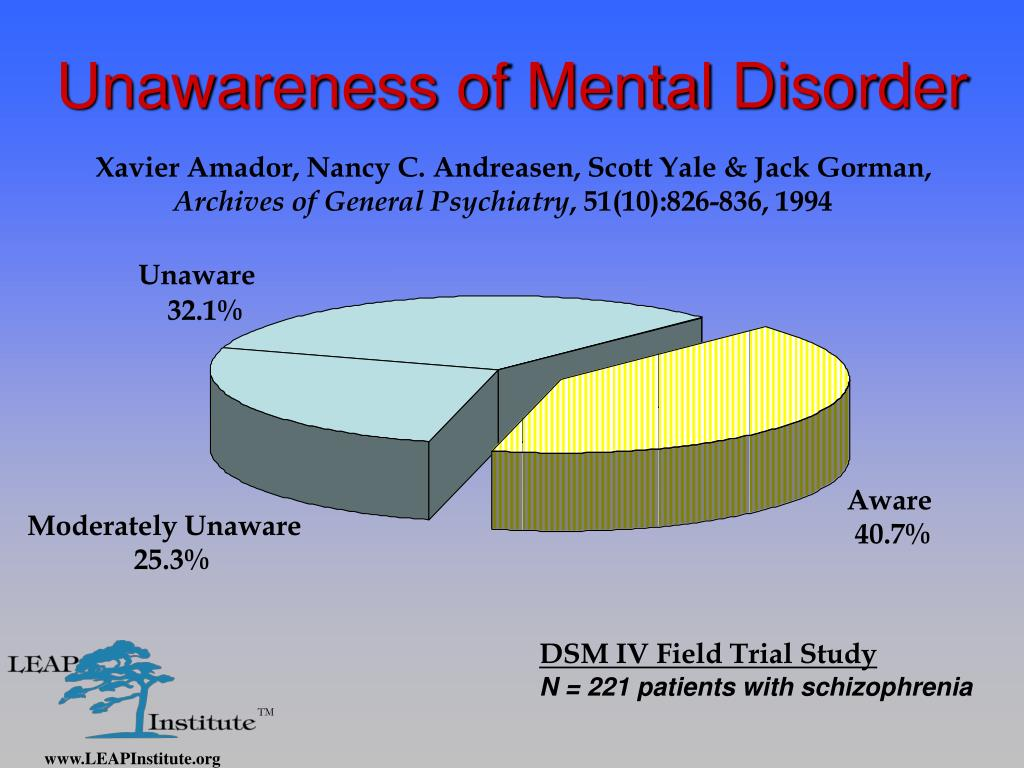 Unawareness of Mental Disorder
Xavier Amador, Nancy C. Andreasen, Scott Yale & Jack Gorman,
Archives of General Psychiatry, 51(10):826-836, 1994
Unaware
32.1%
Moderately Unaware
25.3%
Aware
40.7%
DSM IV Field Trial Study
N = 221 patients with schizophrenia
LEAP
Institute™
www.LEAPInstitute.org